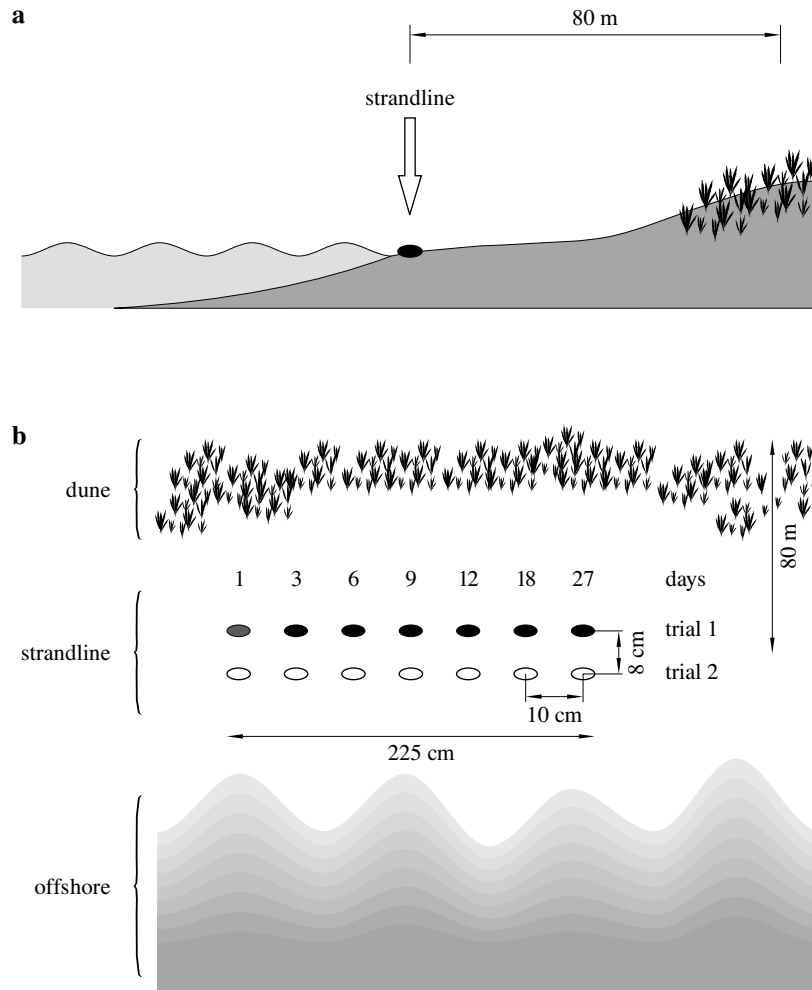 a
80 m
strandline
b
dune
80 m
1 3 6 9 12 18 27 days
trial 1
strandline
8 cm
trial 2
10 cm
225 cm
offshore